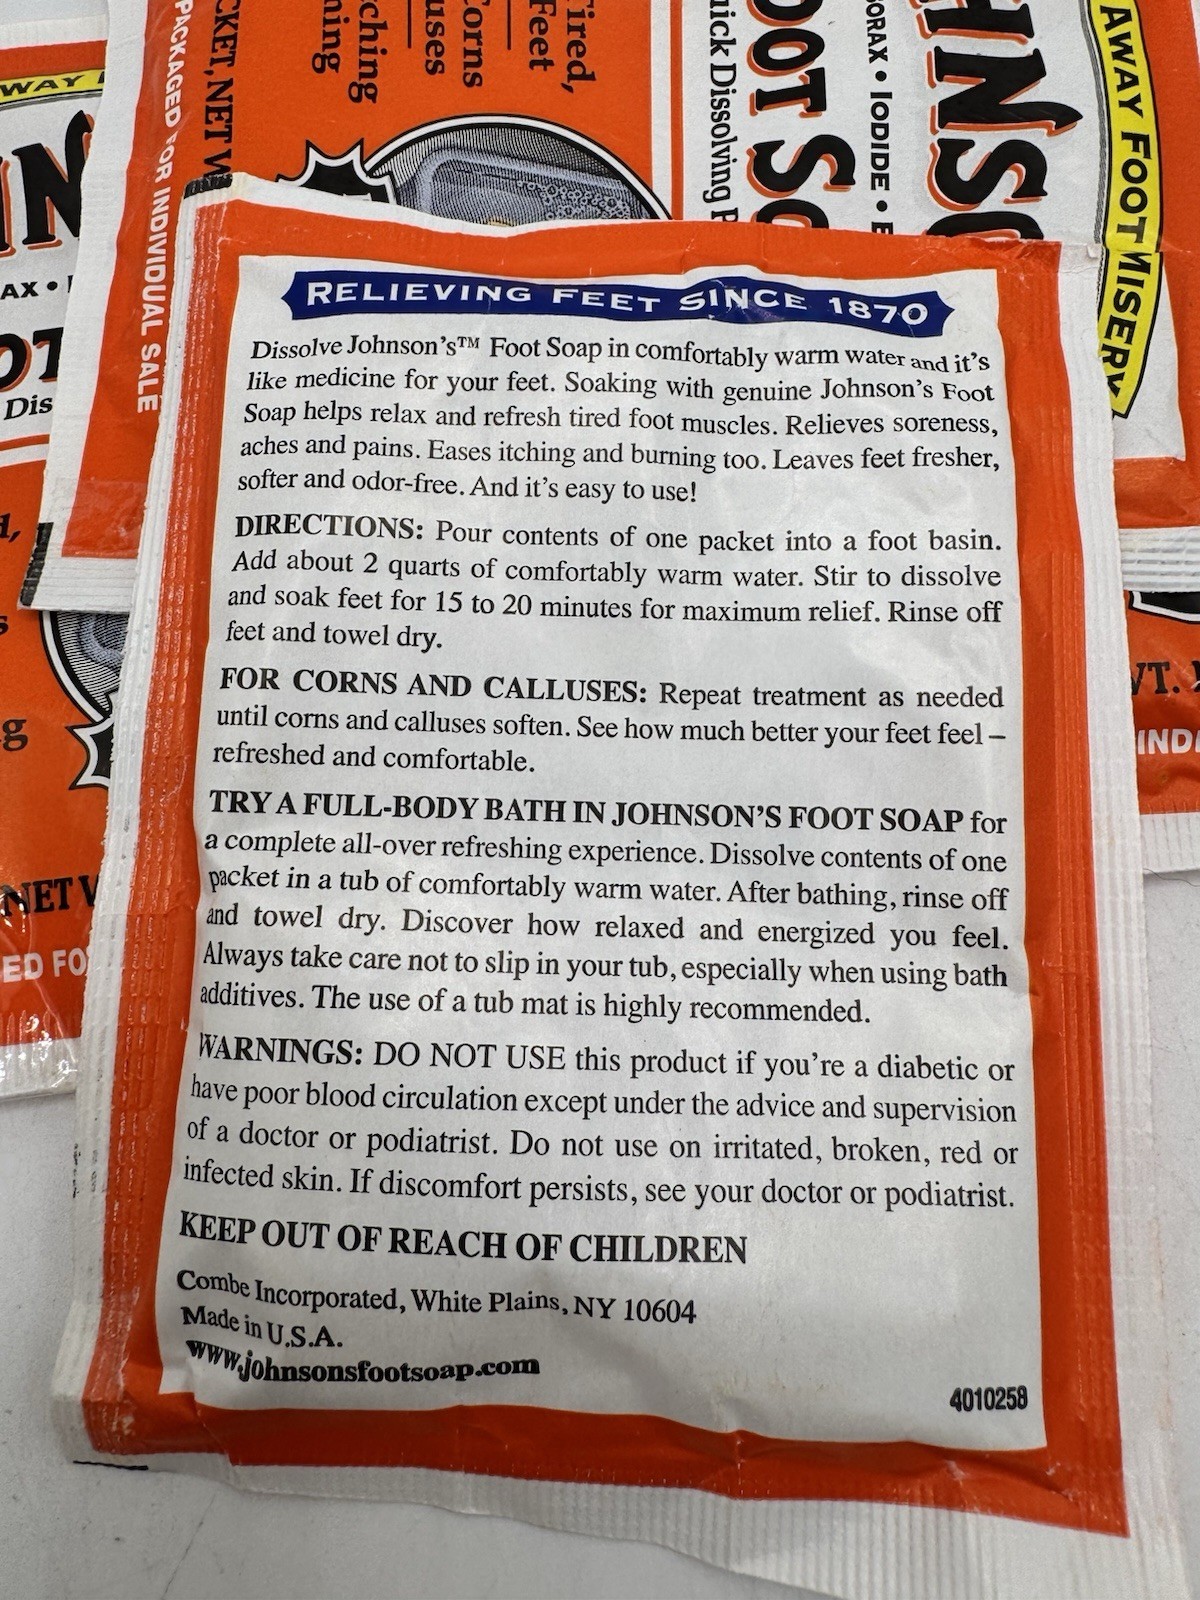 RELIEVING FEET SINCE 1870
Dissolve Johnson's™ Foot Soap in comfortably warm water and it's
like medicine for your feet. Soaking with genuine Johnson's Foot
Soap helps relax and refresh tired foot muscles. Relieves soreness,
aches and pains. Eases itching and burning too. Leaves feet fresher,
softer and odor-free. And it's easy to use!
DIRECTIONS: Pour contents of one packet into a foot basin.
Add about 2 quarts of comfortably warm water. Stir to dissolve
and soak feet for 15 to 20 minutes for maximum relief. Rinse off
feet and towel dry.
FOR CORNS AND CALLUSES: Repeat treatment as needed
until corns and calluses soften. See how much better your feet feel –
refreshed and comfortable.
TRY A FULL-BODY BATH IN JOHNSON'S FOOT SOAP for
a complete all-over refreshing experience. Dissolve contents of one
packet in a tub of comfortably warm water. After bathing, rinse off
and towel dry. Discover how relaxed and energized you feel.
Always take care not to slip in your tub, especially when using bath
additives. The use of a tub mat is highly recommended.
WARNINGS: DO NOT USE this product if you're a diabetic or
have poor blood circulation except under the advice and supervision
of a doctor or podiatrist. Do not use on irritated, broken, red or
infected skin. If discomfort persists, see your doctor or podiatrist.
KEEP OUT OF REACH OF CHILDREN
Combe Incorporated, White Plains, NY 10604
Made in U.S.A.
www.johnsonsfootsoap.com
4010258
AWAY FOOT MISERY
BORAX • IODIDE •
Quick Dissolving
Tired,
Feet
Corns
PACKAGED FOR INDIVIDUAL SALE